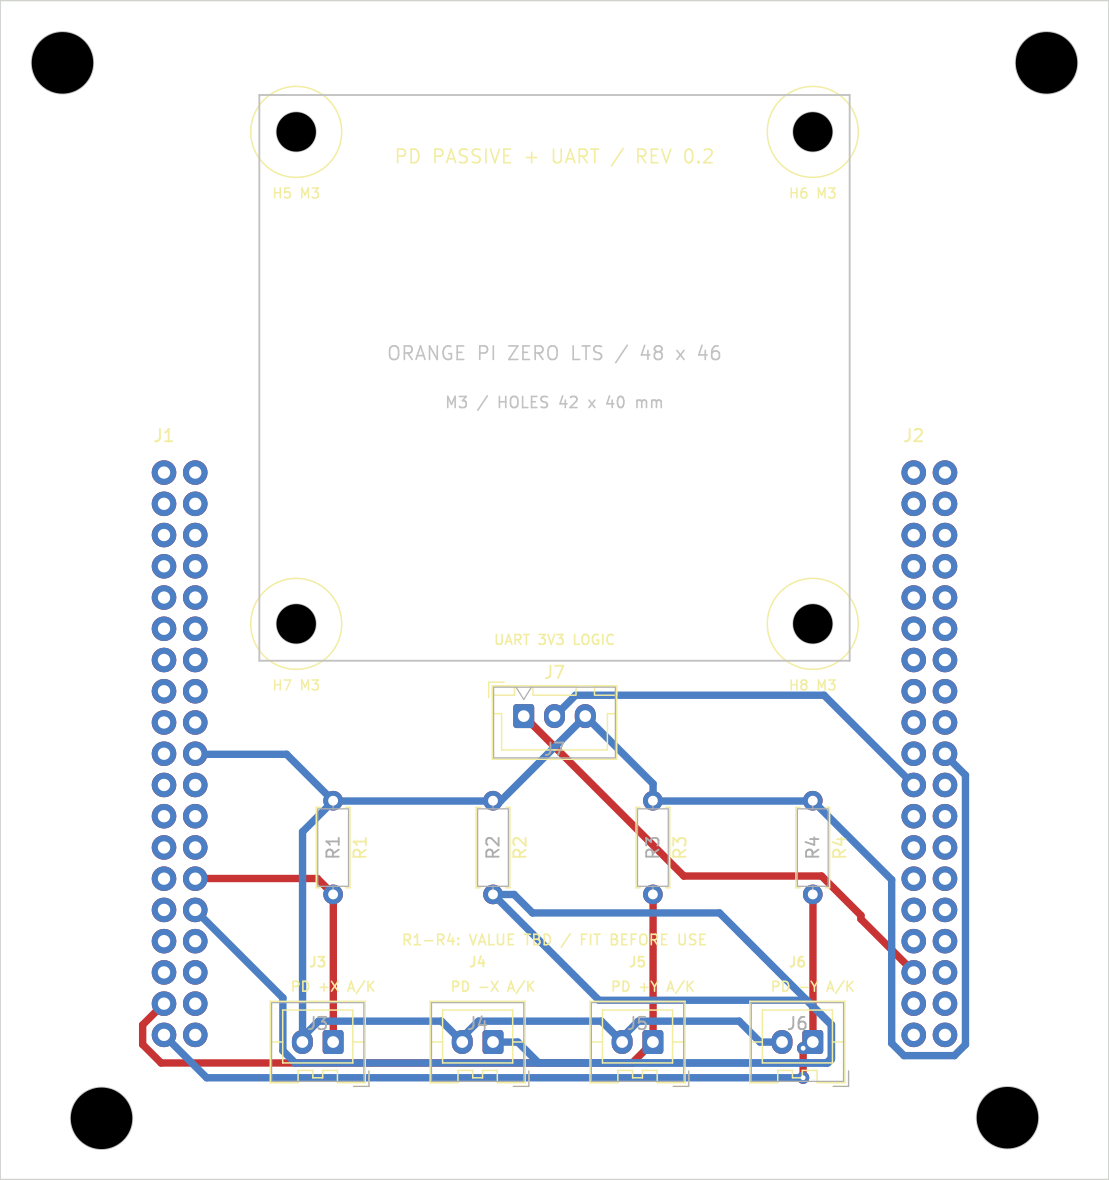 PD PASSIVE + UART / REV 0.2
H5 M3
H6 M3
ORANGE PI ZERO LTS / 48 x 46
M3 / HOLES 42 x 40 mm
J1
J2
UART 3V3 LOGIC
J7
H7 M3
H8 M3
J7
R1
R1
R2
R2
R3
R3
R4
R4
R1-R4: VALUE TBD / FIT BEFORE USE
J3
J4
J5
J6
PD +X A/K
PD -X A/K
PD +Y A/K
PD -Y A/K
J3
J4
J5
J6